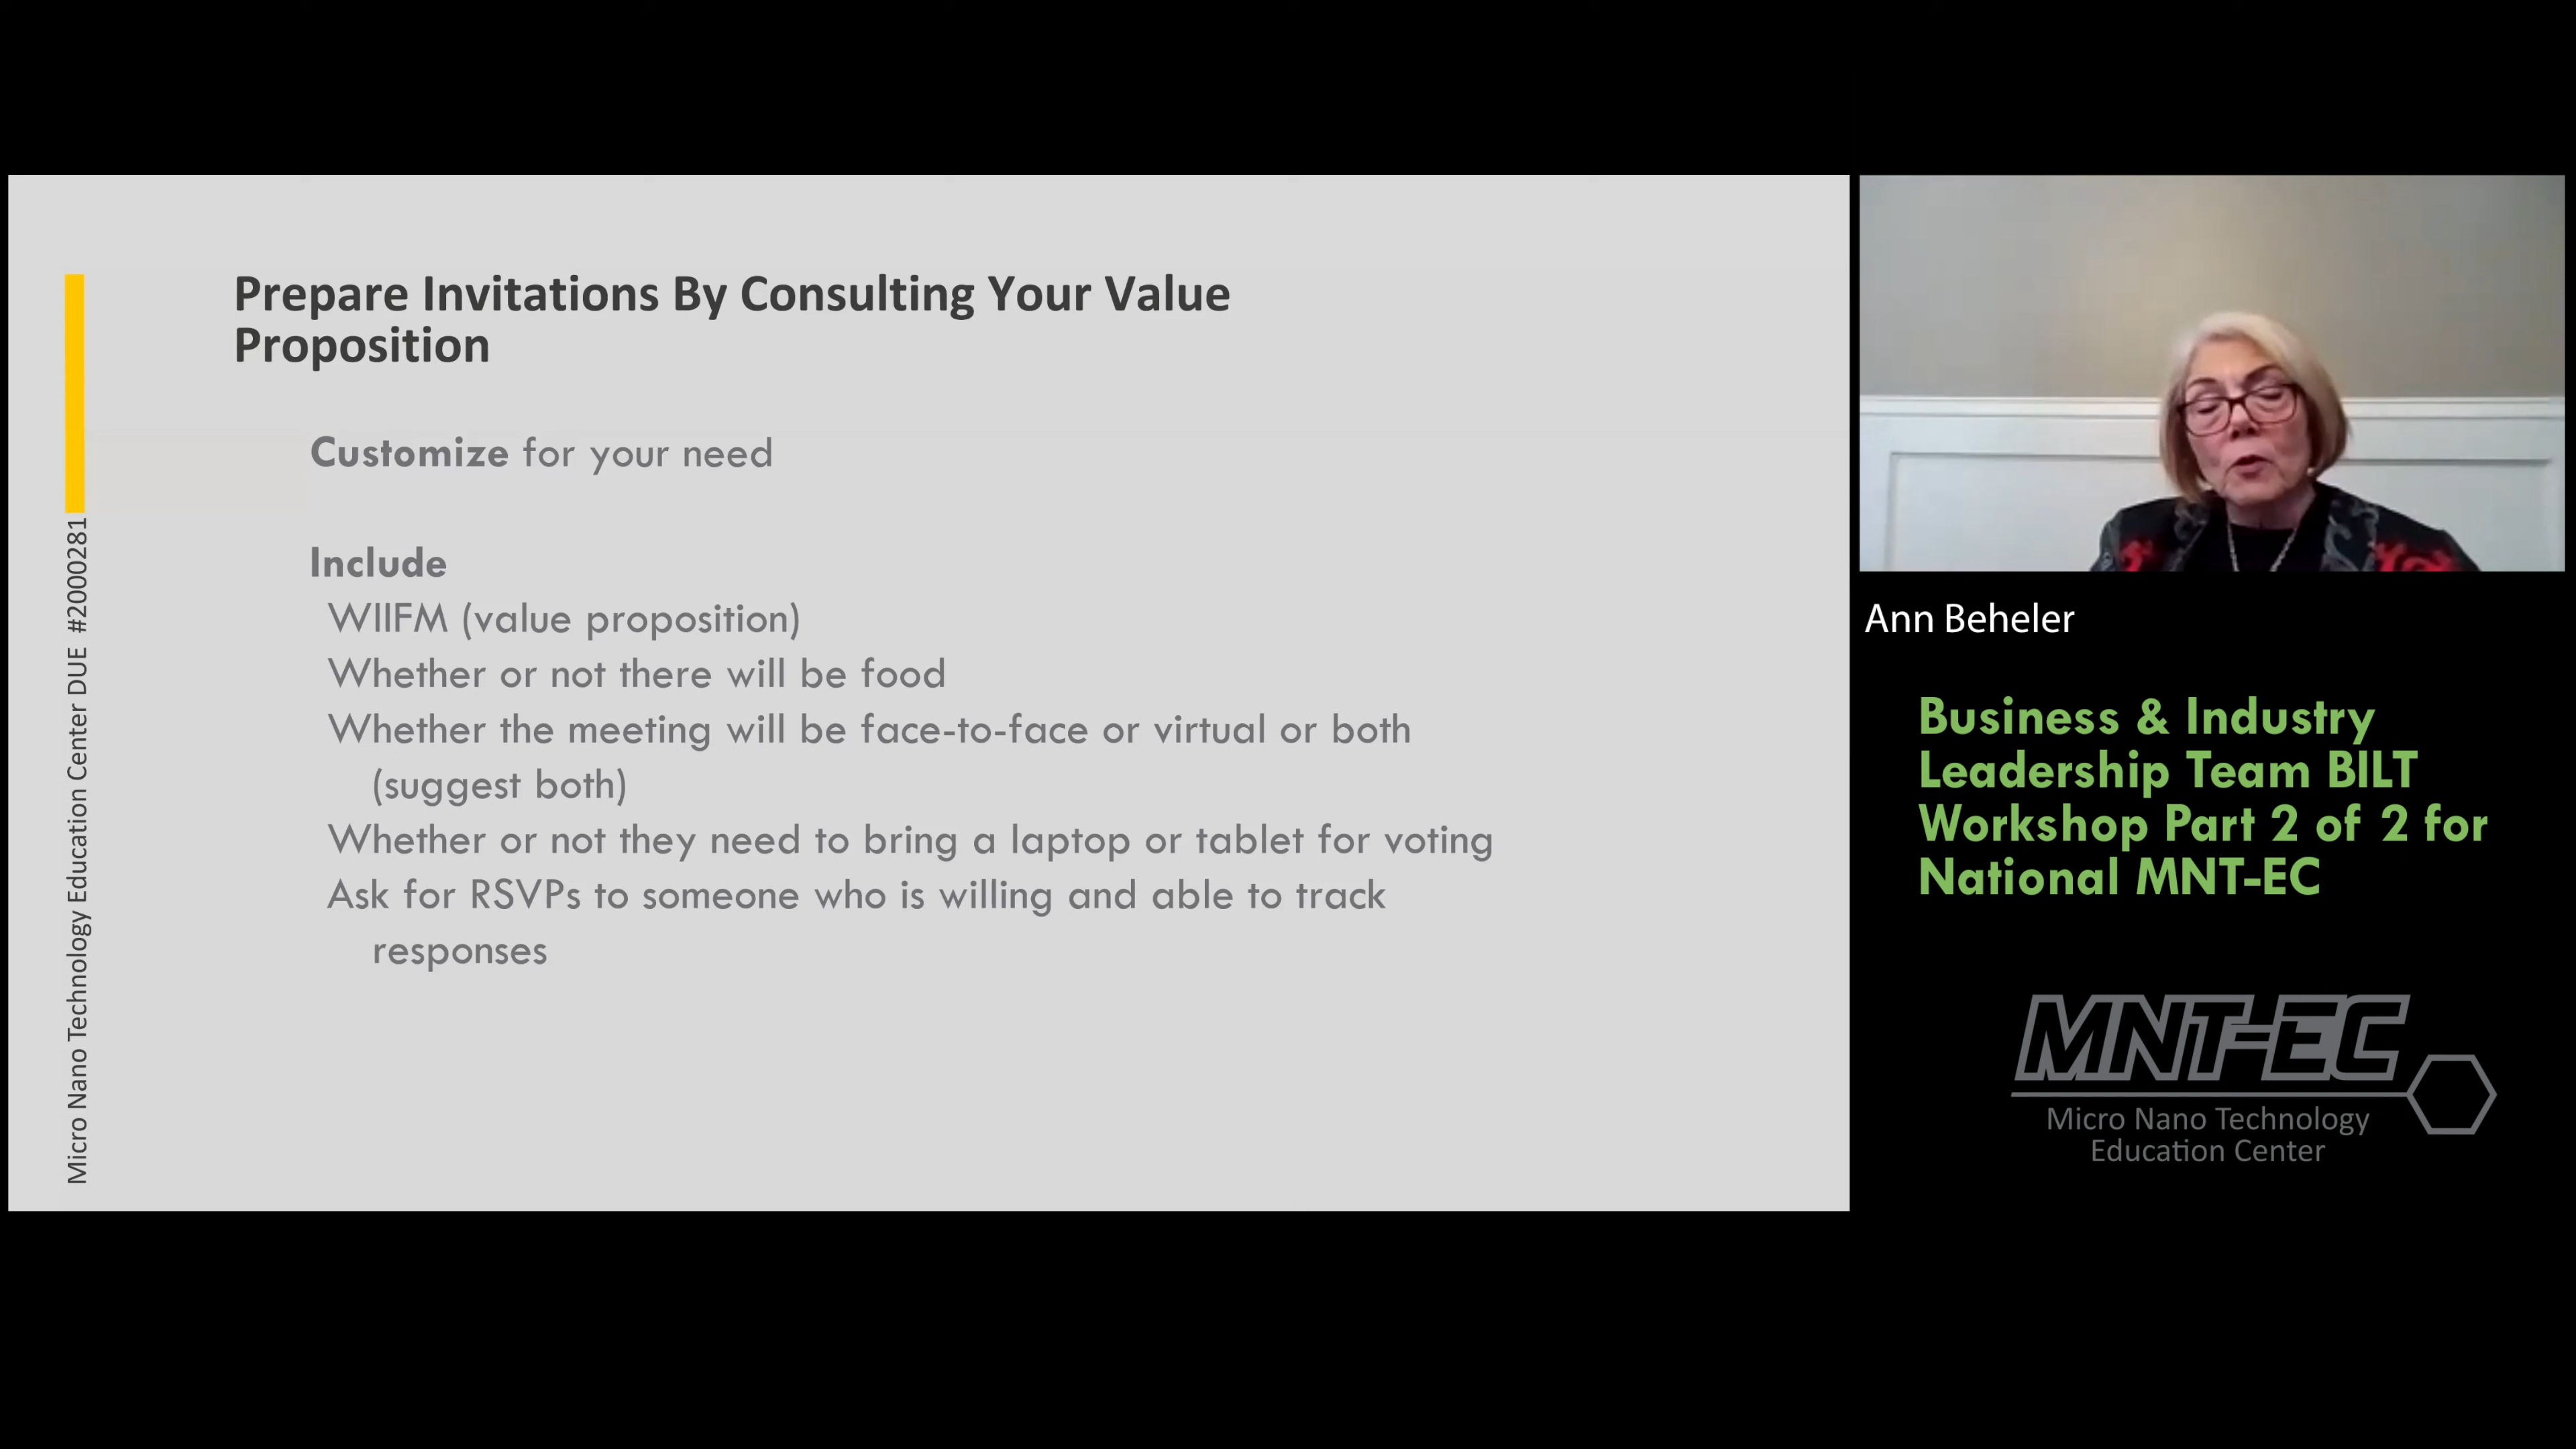 Prepare Invitations By Consulting Your Value
Proposition
Customize for your need
Include
WIIFM (value proposition)
Whether or not there will be food
Whether the meeting will be face-to-face or virtual or both
(suggest both)
Whether or not they need to bring a laptop or tablet for voting
Ask for RSVPs to someone who is willing and able to track
responses
Micro Nano Technology Education Center DUE #2000281
Ann Beheler
Business & Industry
Leadership Team BILT
Workshop Part 2 of 2 for
National MNT-EC
MNT-EC
Micro Nano Technology
Education Center